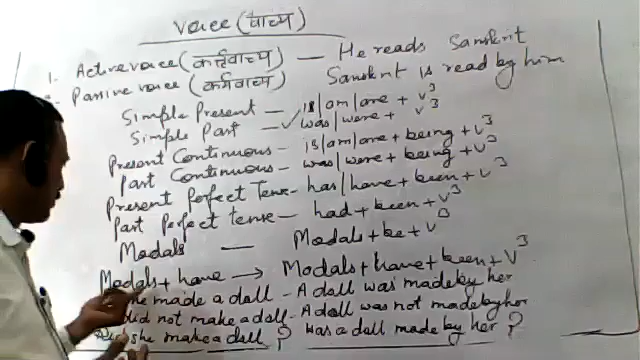 Voice (वाच्य)
1. Active voice (कर्त्तवाच्य) — He reads Sanskrit
Passive voice (कर्मवाच्य) Sanskrit is read by him
Simple Present — is/am/are + V3
Simple Past — ✓ was/were + V3
Present Continuous — is/am/are + being + V3
Past Continuous — was/were + being + V3
Present Perfect Tense — has/have + been + V3
Past Perfect tense — had + been + V3
Modals — Modals + be + V3
Modals + have → Modals + have + been + V3
made a doll - A doll was made by her
did not make a doll - A doll was not made by her
she make a doll ? Was a doll made by her ?